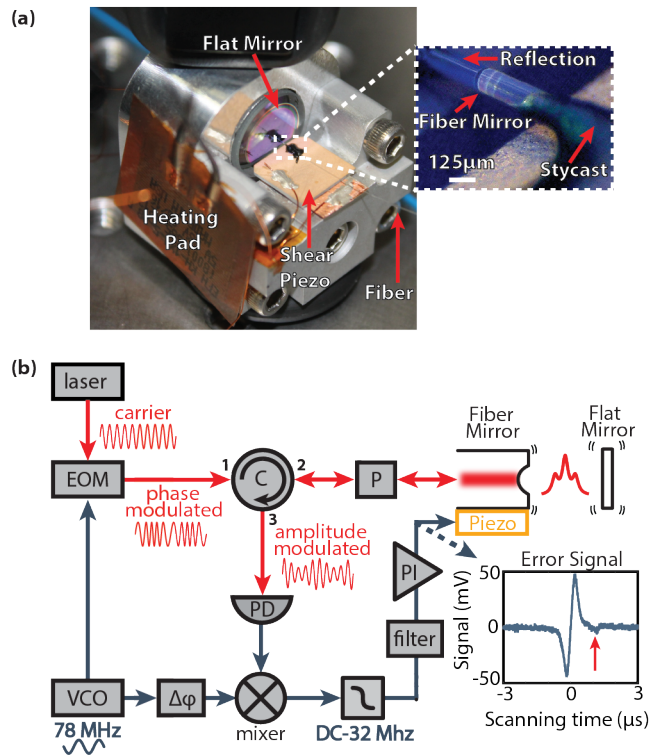 (a)
Flat Mirror
Reflection
Fiber Mirror
125μm
Stycast
Heating
Pad
Shear
Piezo
Fiber
(b)
laser
carrier
EOM
phase
modulated
1
C
2
3
P
Fiber
Mirror
Flat
Mirror
Piezo
amplitude
modulated
PD
PI
filter
VCO
78 MHz
Δφ
mixer
DC-32 Mhz
Error Signal
Signal (mV)
50
0
-50
-3
0
3
Scanning time (μs)